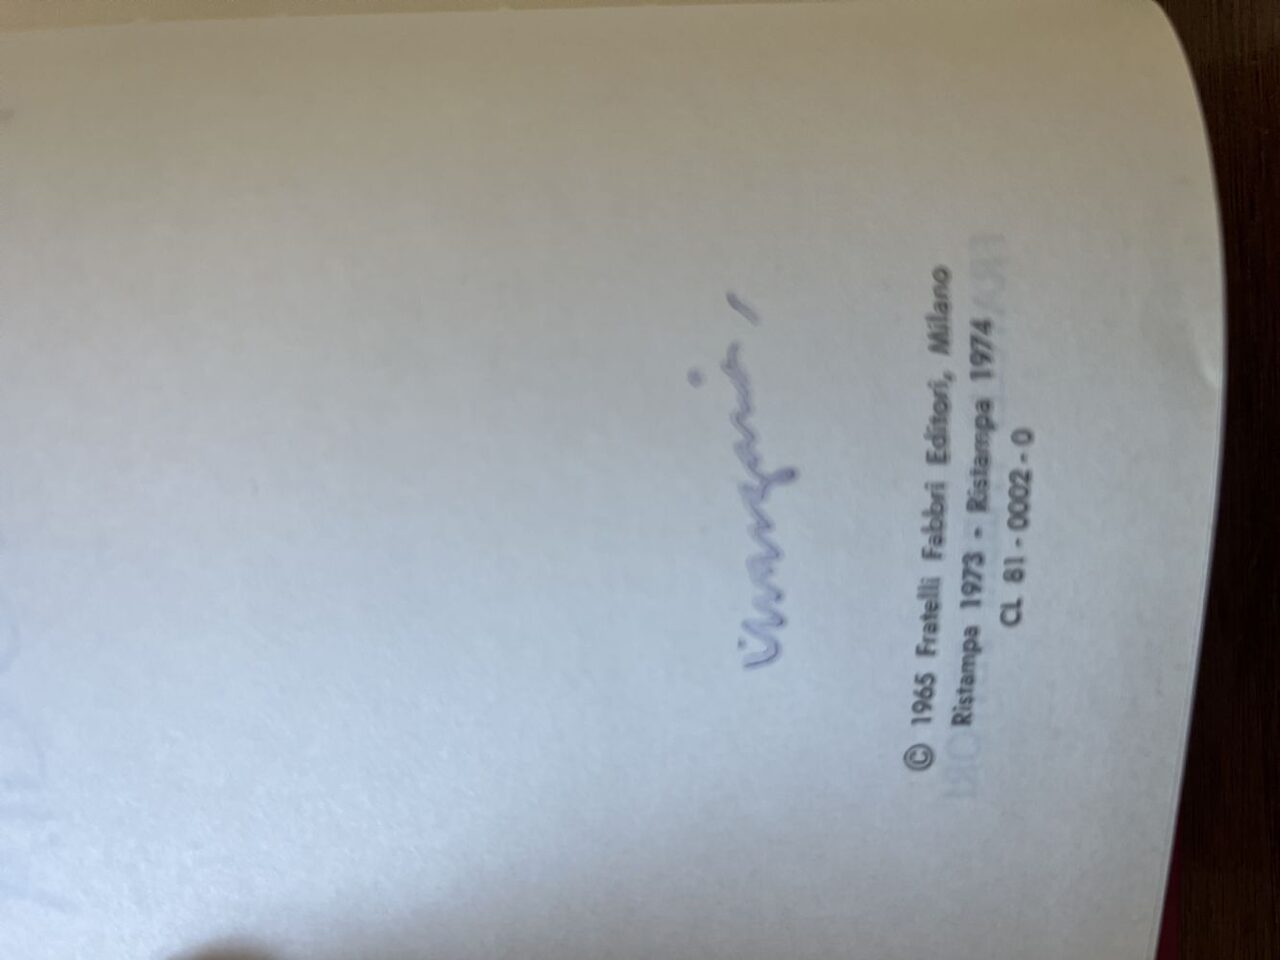 © 1965 Fratelli Fabbri Editori, Milano
Ristampa 1973 - Ristampa 1974
CL 81 - 0002 - 0